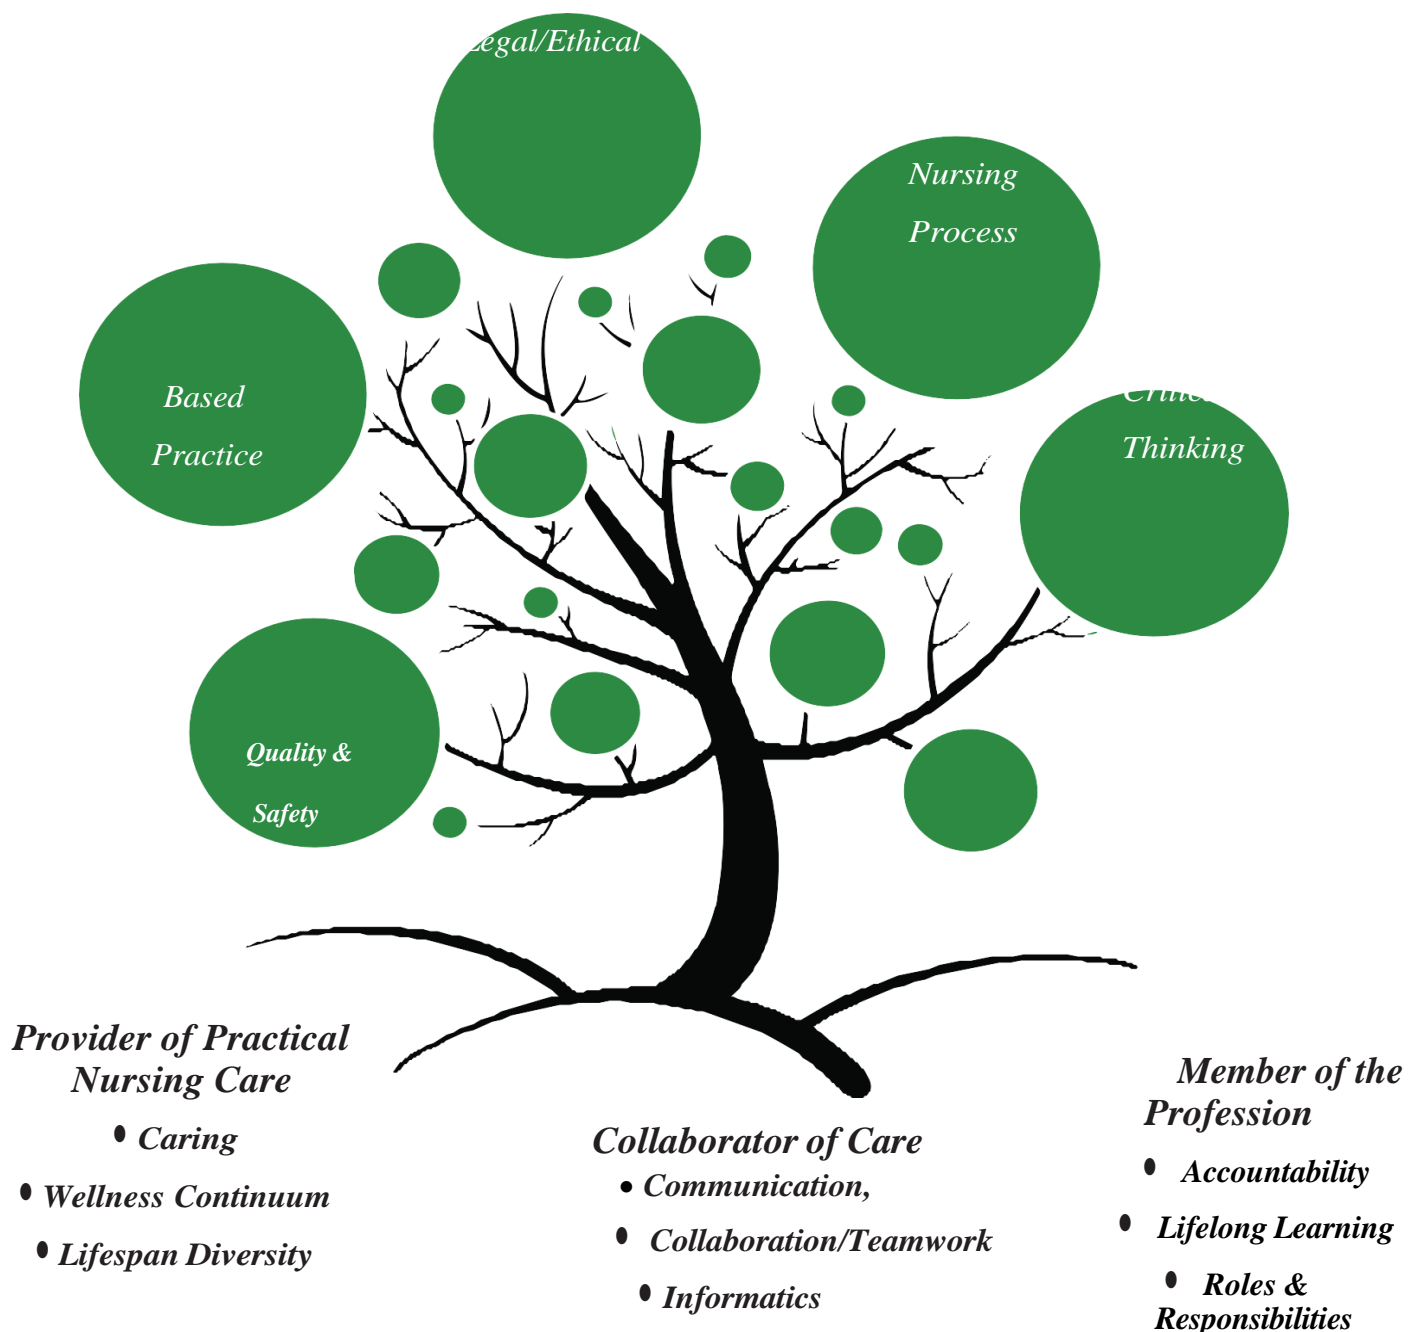 Legal/Ethical
Nursing
Process
Based
Practice
Critical
Thinking
Quality &
Safety
Provider of Practical
Nursing Care
• Caring
• Wellness Continuum
• Lifespan Diversity
Collaborator of Care
• Communication,
• Collaboration/Teamwork
• Informatics
Member of the
Profession
• Accountability
• Lifelong Learning
• Roles &
Responsibilities